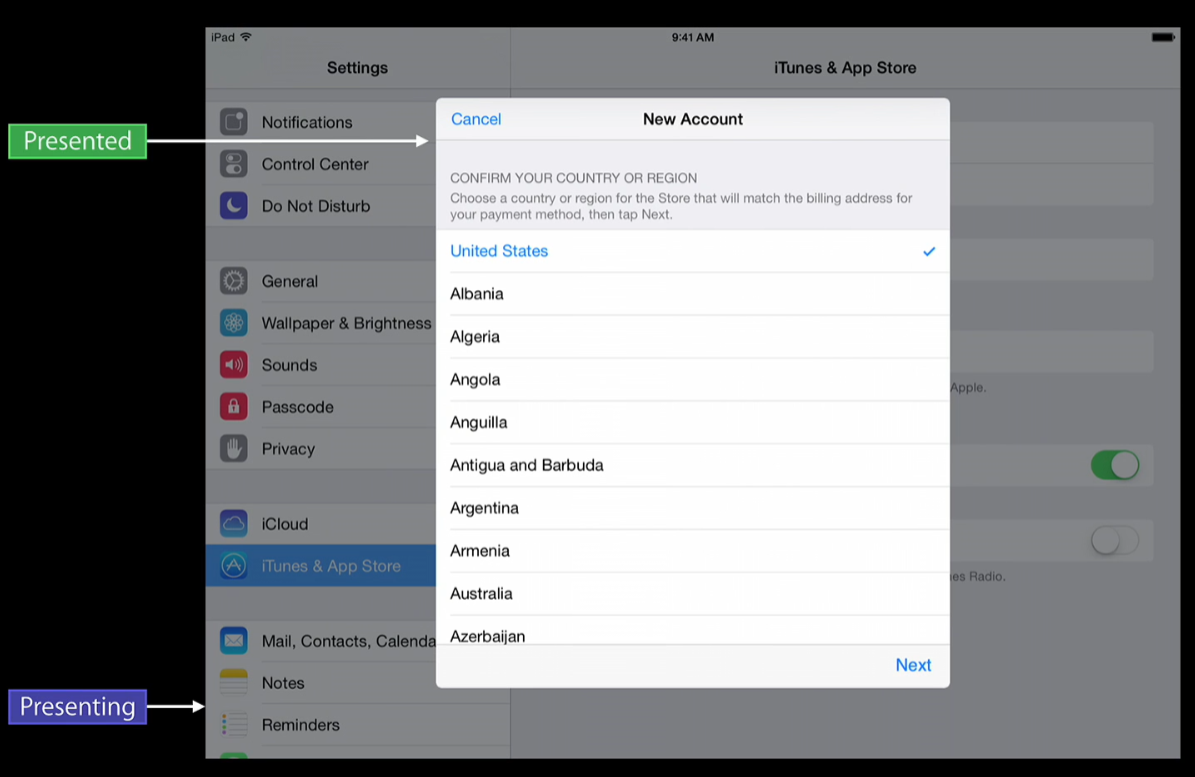 iPad
9:41 AM
Settings
iTunes & App Store
Presented
Notifications
Control Center
Do Not Disturb
General
Wallpaper & Brightness
Sounds
Passcode
Privacy
iCloud
iTunes & App Store
Mail, Contacts, Calenda
Notes
Reminders
Presenting
Cancel
New Account
CONFIRM YOUR COUNTRY OR REGION
Choose a country or region for the Store that will match the billing address for
your payment method, then tap Next.
United States
Albania
Algeria
Angola
Anguilla
Antigua and Barbuda
Argentina
Armenia
Australia
Azerbaijan
Next
Apple.
nes Radio.